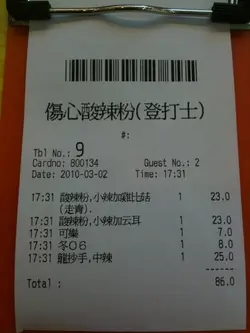 傷心酸辣粉(登打士)
#:
Tbl No.: 9
Cardno: 800134 Guest No.: 2
Date: 2010-03-02 Time: 17:31
17:31 酸辣粉,小辣加雞比詁 1 23.0
(走青).
17:31 酸辣粉,小辣加云耳 1 23.0
17:31 可樂 1 7.0
17:31 冬06 1 8.0
17:31 龍抄手,中辣 1 25.0
Total : 86.0